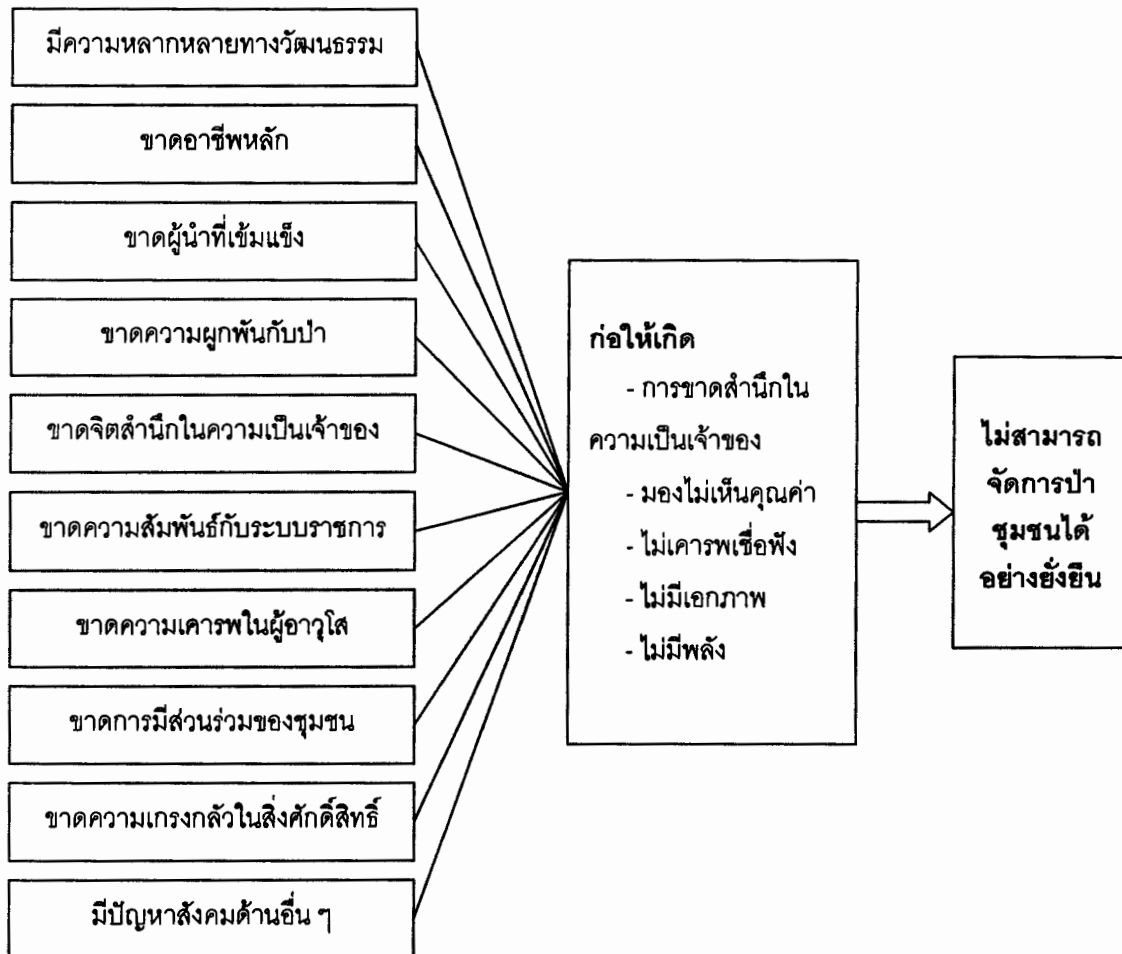 มีความหลากหลายทางวัฒนธรรม
ขาดอาชีพหลัก
ขาดผู้นำที่เข้มแข็ง
ขาดความผูกพันกับป่า
ขาดจิตสำนึกในความเป็นเจ้าของ
ขาดความสัมพันธ์กับระบบราชการ
ขาดความเคารพในผู้อาวุโส
ขาดการมีส่วนร่วมของชุมชน
ขาดความเกรงกลัวในสิ่งศักดิ์สิทธิ์
มีปัญหาสังคมด้านอื่น ๆ
ก่อให้เกิด
- การขาดสำนึกใน
ความเป็นเจ้าของ
- มองไม่เห็นคุณค่า
- ไม่เคารพเชื่อฟัง
- ไม่มีเอกภาพ
- ไม่มีพลัง
ไม่สามารถ
จัดการป่า
ชุมชนได้
อย่างยั่งยืน